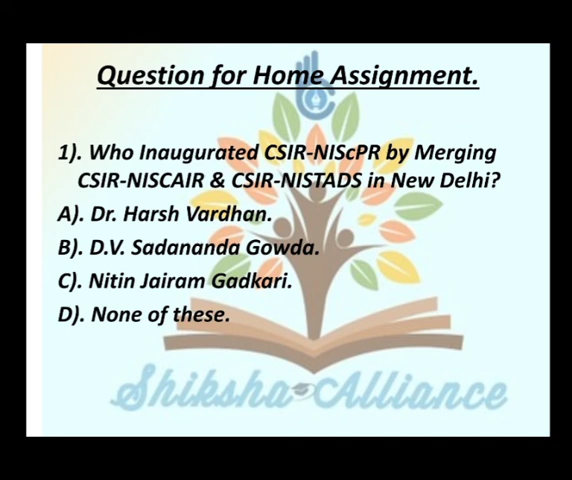 Question for Home Assignment.
1). Who Inaugurated CSIR-NIScPR by Merging
CSIR-NISCAIR & CSIR-NISTADS in New Delhi?
A). Dr. Harsh Vardhan.
B). D.V. Sadananda Gowda.
C). Nitin Jairam Gadkari.
D). None of these.
Shiksha Alliance